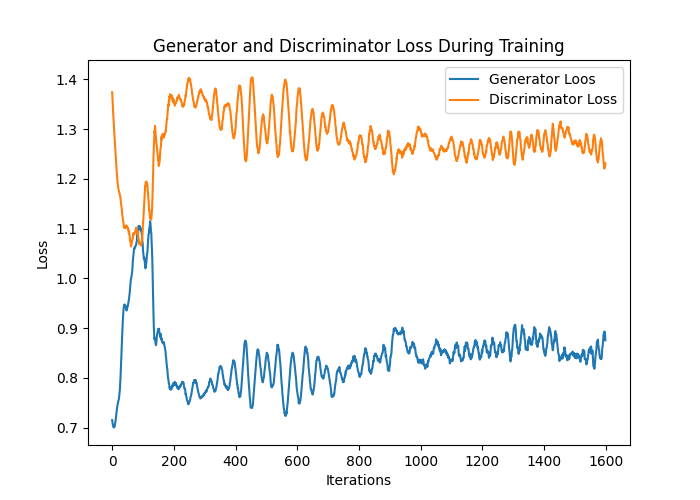 Generator and Discriminator Loss During Training
Generator Loos
Discriminator Loss
Loss
1.4
1.3
1.2
1.1
1.0
0.9
0.8
0.7
0 200 400 600 800 1000 1200 1400 1600
Iterations